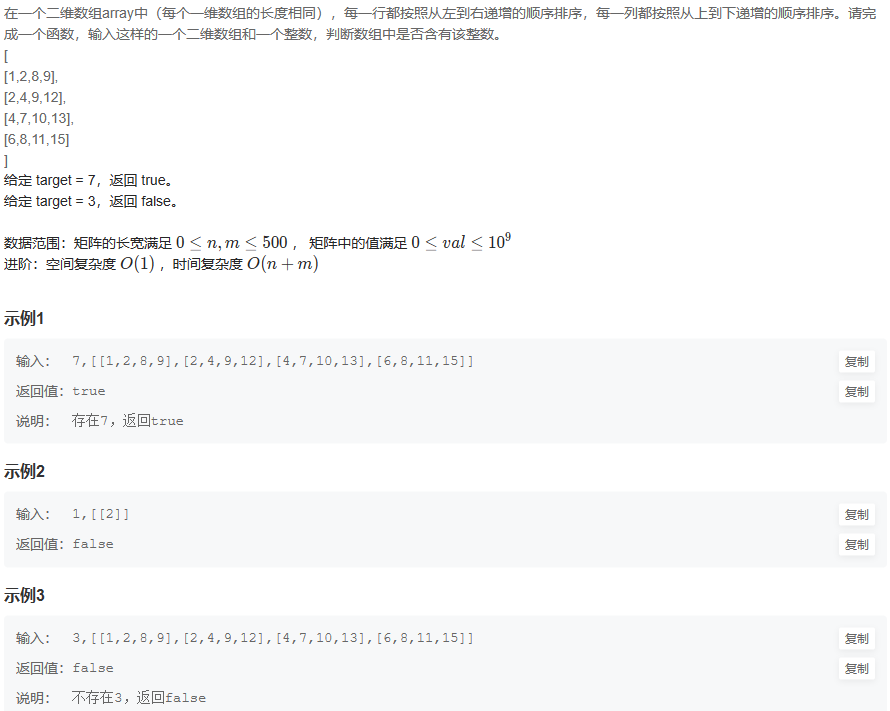 在一个二维数组array中（每个一维数组的长度相同），每一行都按照从左到右递增的顺序排序，每一列都按照从上到下递增的顺序排序。请完
成一个函数，输入这样的一个二维数组和一个整数，判断数组中是否含有该整数。
[
[1,2,8,9],
[2,4,9,12],
[4,7,10,13],
[6,8,11,15]
]
给定 target = 7，返回 true。
给定 target = 3，返回 false。
数据范围：矩阵的长宽满足 0 ≤ n, m ≤ 500 ， 矩阵中的值满足 0 ≤ val ≤ 10^9
进阶：空间复杂度 O(1) ，时间复杂度 O(n + m)
示例1
输入： 7,[[1,2,8,9],[2,4,9,12],[4,7,10,13],[6,8,11,15]] 复制
返回值：true 复制
说明： 存在7，返回true
示例2
输入： 1,[[2]] 复制
返回值：false 复制
示例3
输入： 3,[[1,2,8,9],[2,4,9,12],[4,7,10,13],[6,8,11,15]] 复制
返回值：false 复制
说明： 不存在3，返回false